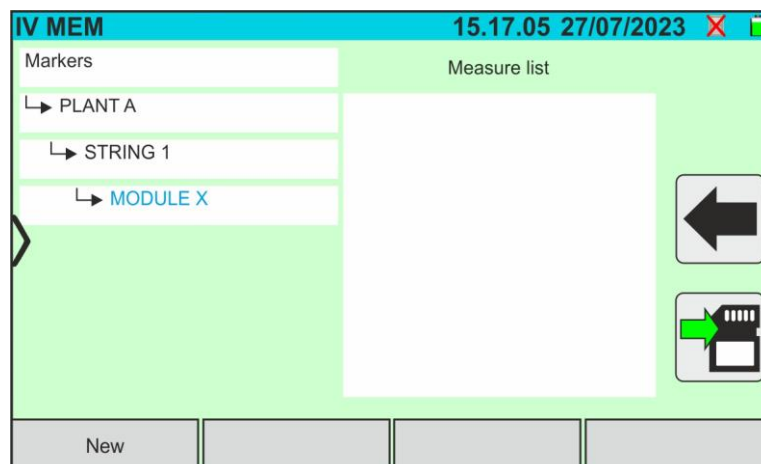 IV MEM 15.17.05 27/07/2023
Markers
Measure list
PLANT A
STRING 1
MODULE X
New